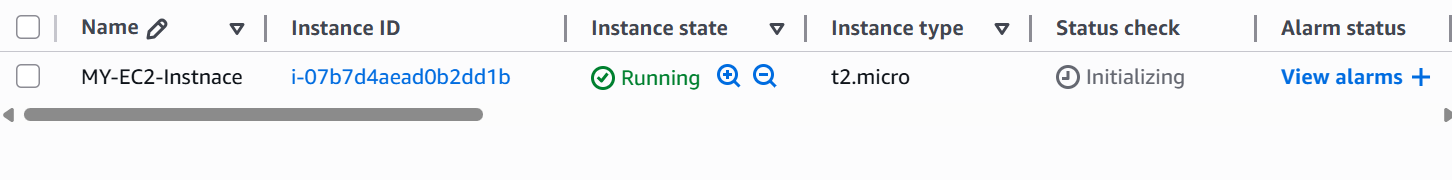 Name Instance ID Instance state Instance type Status check Alarm status
MY-EC2-Instnace i-07b7d4aead0b2dd1b Running t2.micro Initializing View alarms +